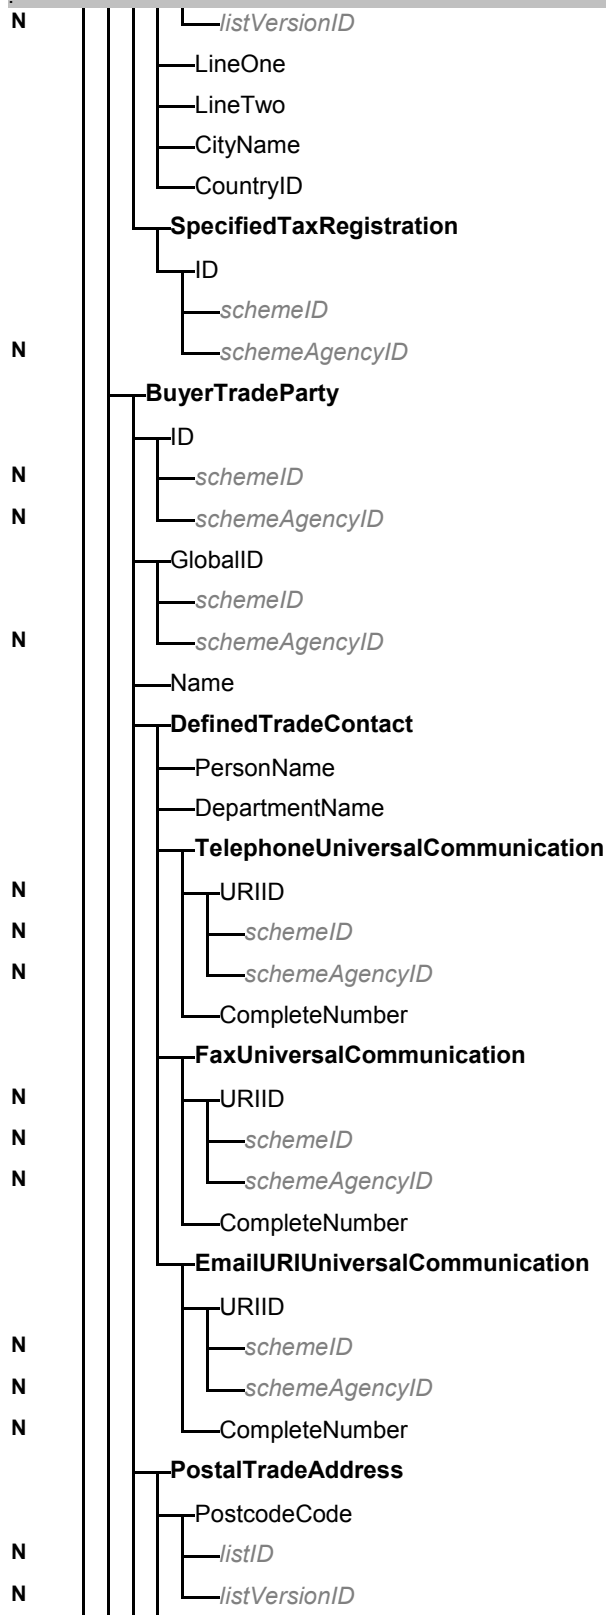 N listVersionID
LineOne
LineTwo
CityName
CountryID
SpecifiedTaxRegistration
ID
schemeID
N schemeAgencyID
BuyerTradeParty
ID
N schemeID
N schemeAgencyID
GlobalID
schemeID
N schemeAgencyID
Name
DefinedTradeContact
PersonName
DepartmentName
TelephoneUniversalCommunication
N URIID
N schemeID
N schemeAgencyID
CompleteNumber
FaxUniversalCommunication
N URIID
N schemeID
N schemeAgencyID
CompleteNumber
EmailURIUniversalCommunication
URIID
N schemeID
N schemeAgencyID
N CompleteNumber
PostalTradeAddress
PostcodeCode
N listID
N listVersionID